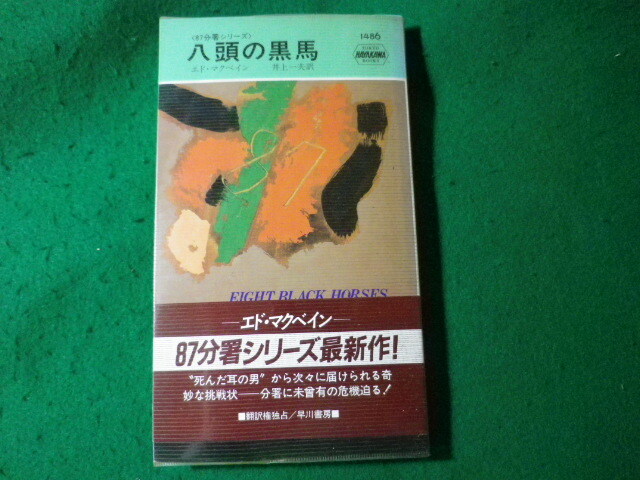 〈87分署シリーズ〉
1486
八頭の黒馬
HAYAKAWA
エド・マクベイン 井上一夫訳
87
EIGHT BLACK HORSES
エド・マクベイン
87分署シリーズ最新作!
“死んだ耳の男”から次々に届けられる奇
妙な挑戦状――分署に未曾有の危機迫る!
■翻訳権独占/早川書房■